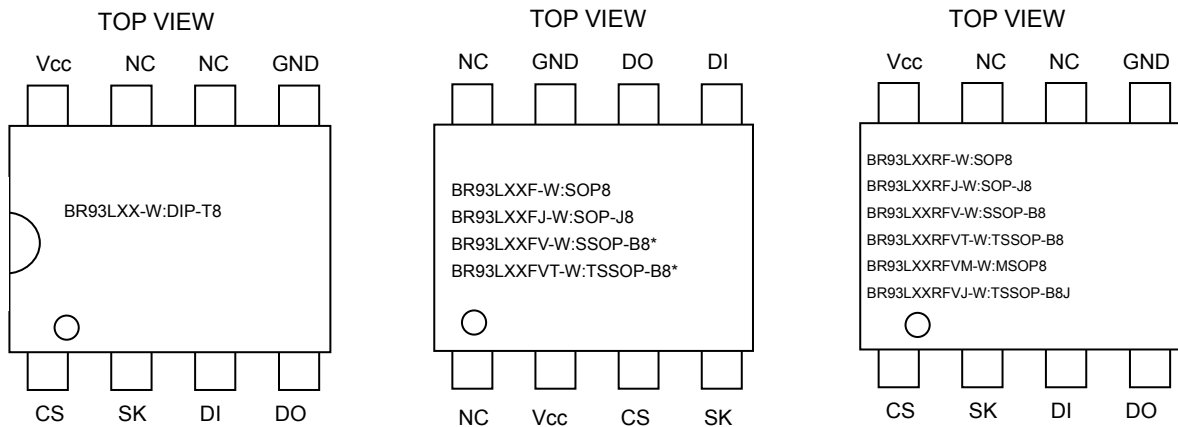 TOP VIEW
Vcc NC NC GND
BR93LXX-W:DIP-T8
CS SK DI DO
TOP VIEW
NC GND DO DI
BR93LXXF-W:SOP8
BR93LXXFJ-W:SOP-J8
BR93LXXFV-W:SSOP-B8*
BR93LXXFVT-W:TSSOP-B8*
NC Vcc CS SK
TOP VIEW
Vcc NC NC GND
BR93LXXRF-W:SOP8
BR93LXXRFJ-W:SOP-J8
BR93LXXRFV-W:SSOP-B8
BR93LXXRFVT-W:TSSOP-B8
BR93LXXRFVM-W:MSOP8
BR93LXXRFVJ-W:TSSOP-B8J
CS SK DI DO